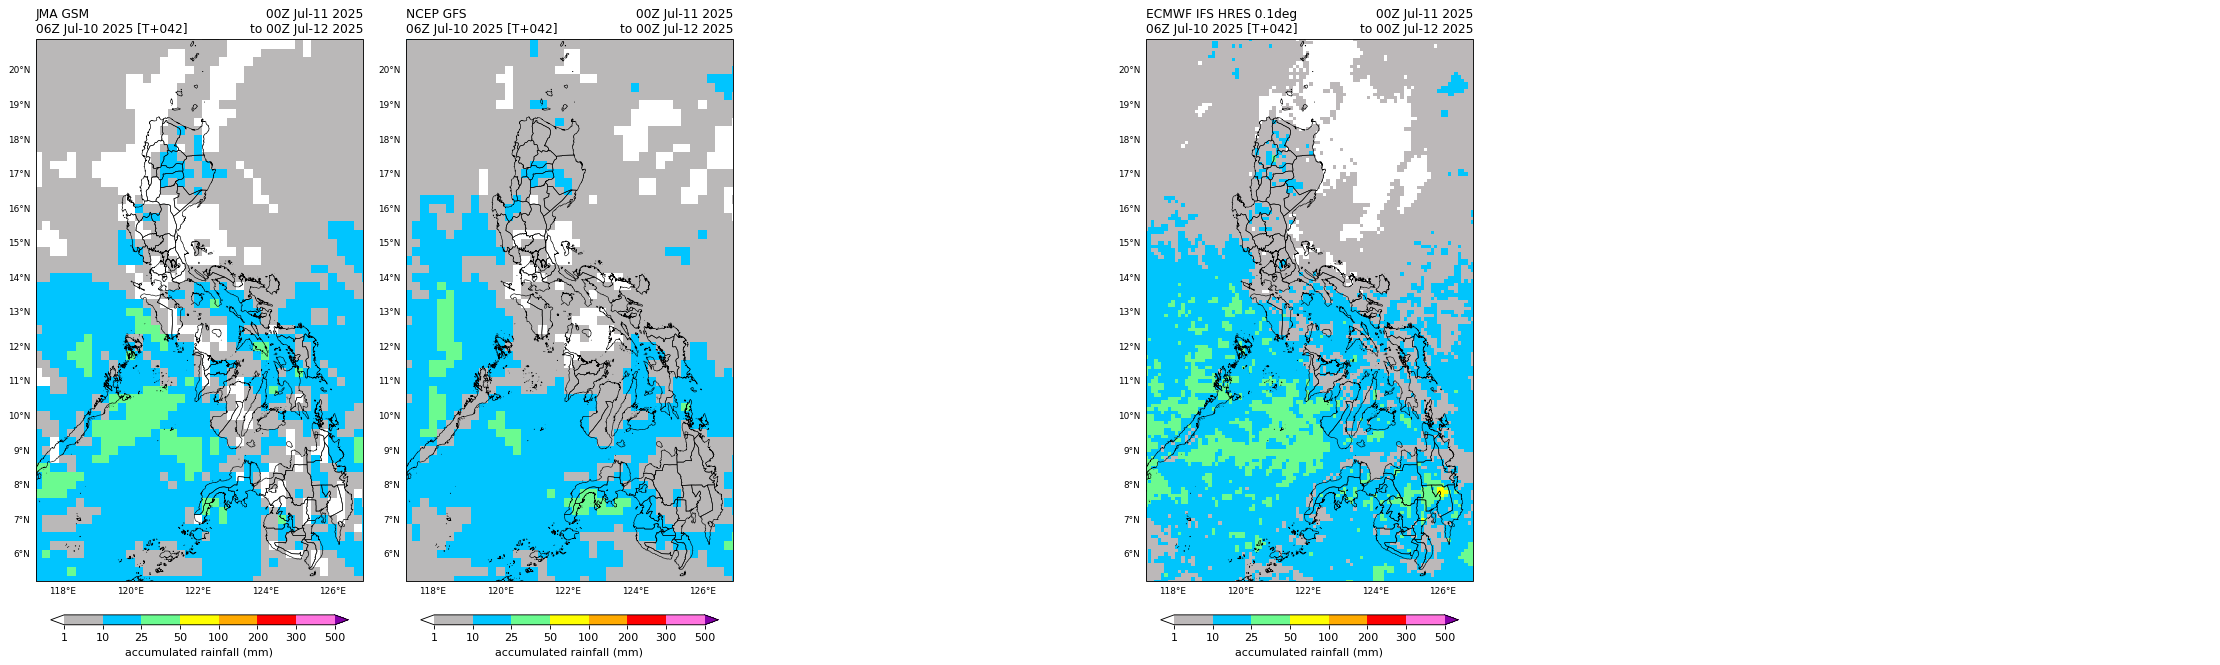 JMA GSM 00Z Jul-11 2025
06Z Jul-10 2025 [T+042] to 00Z Jul-12 2025
20°N
19°N
18°N
17°N
16°N
15°N
14°N
13°N
12°N
11°N
10°N
9°N
8°N
7°N
6°N
118°E 120°E 122°E 124°E 126°E
1 10 25 50 100 200 300 500
accumulated rainfall (mm)
NCEP GFS 00Z Jul-11 2025
06Z Jul-10 2025 [T+042] to 00Z Jul-12 2025
20°N
19°N
18°N
17°N
16°N
15°N
14°N
13°N
12°N
11°N
10°N
9°N
8°N
7°N
6°N
118°E 120°E 122°E 124°E 126°E
1 10 25 50 100 200 300 500
accumulated rainfall (mm)
ECMWF IFS HRES 0.1deg 00Z Jul-11 2025
06Z Jul-10 2025 [T+042] to 00Z Jul-12 2025
20°N
19°N
18°N
17°N
16°N
15°N
14°N
13°N
12°N
11°N
10°N
9°N
8°N
7°N
6°N
118°E 120°E 122°E 124°E 126°E
1 10 25 50 100 200 300 500
accumulated rainfall (mm)